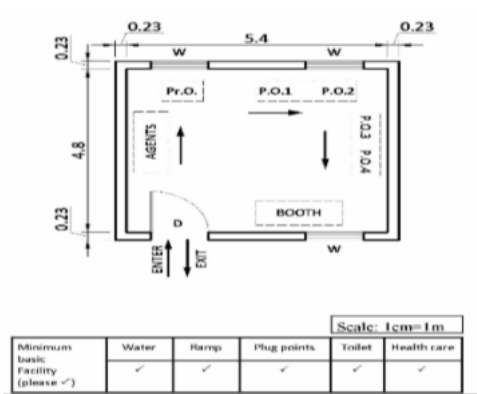 0.23 0.23
5.4
0.23
W W
Pr.O. P.O.1 P.O.2
4.8
AGENTS
P.O.3 P.O.4
0.23
BOOTH
D
W
ENTER EXIT
Scale: 1cm=1m
Minimum basic Facility (please ✓) Water Ramp Plug points Toilet Health care
✓ ✓ ✓ ✓ ✓